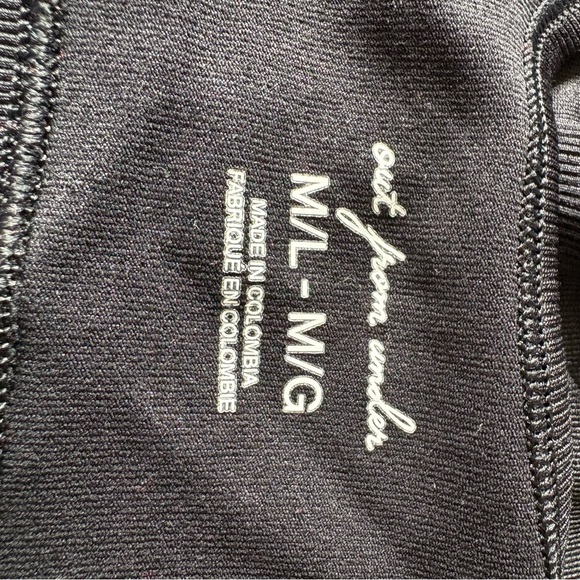 out from under
M/L - M/G
MADE IN COLOMBIA
FABRIQUÉ EN COLOMBIE